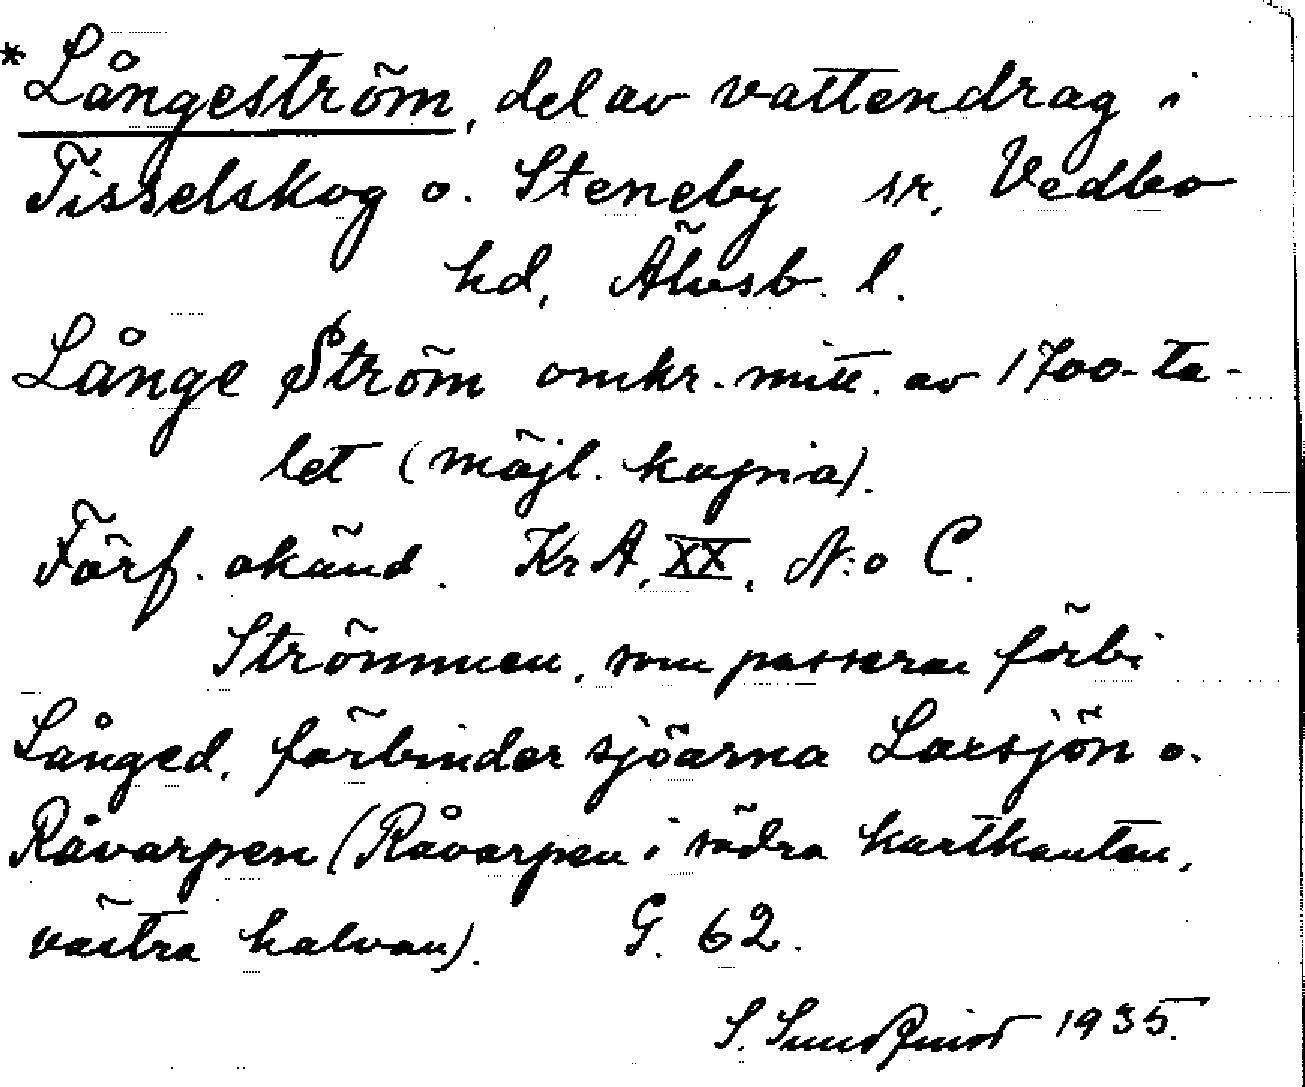 * Långeström, del av vattendrag i
Tisselskog o. Steneby sr, Vedbo
hd, Älvsb. l.
Långe Ström omkr. mitt. av 1700-ta-
let (möjl. kopia).
Förf. okänd. Kr A, XX, N:o C.
Strömmen, som passerar förbi
Långed, förbinder sjöarna Laxsjön o.
Råvarpen (Råvarpen i södra kartkanten,
västra halvan). G. 62.
S. Sundqvist 1935.